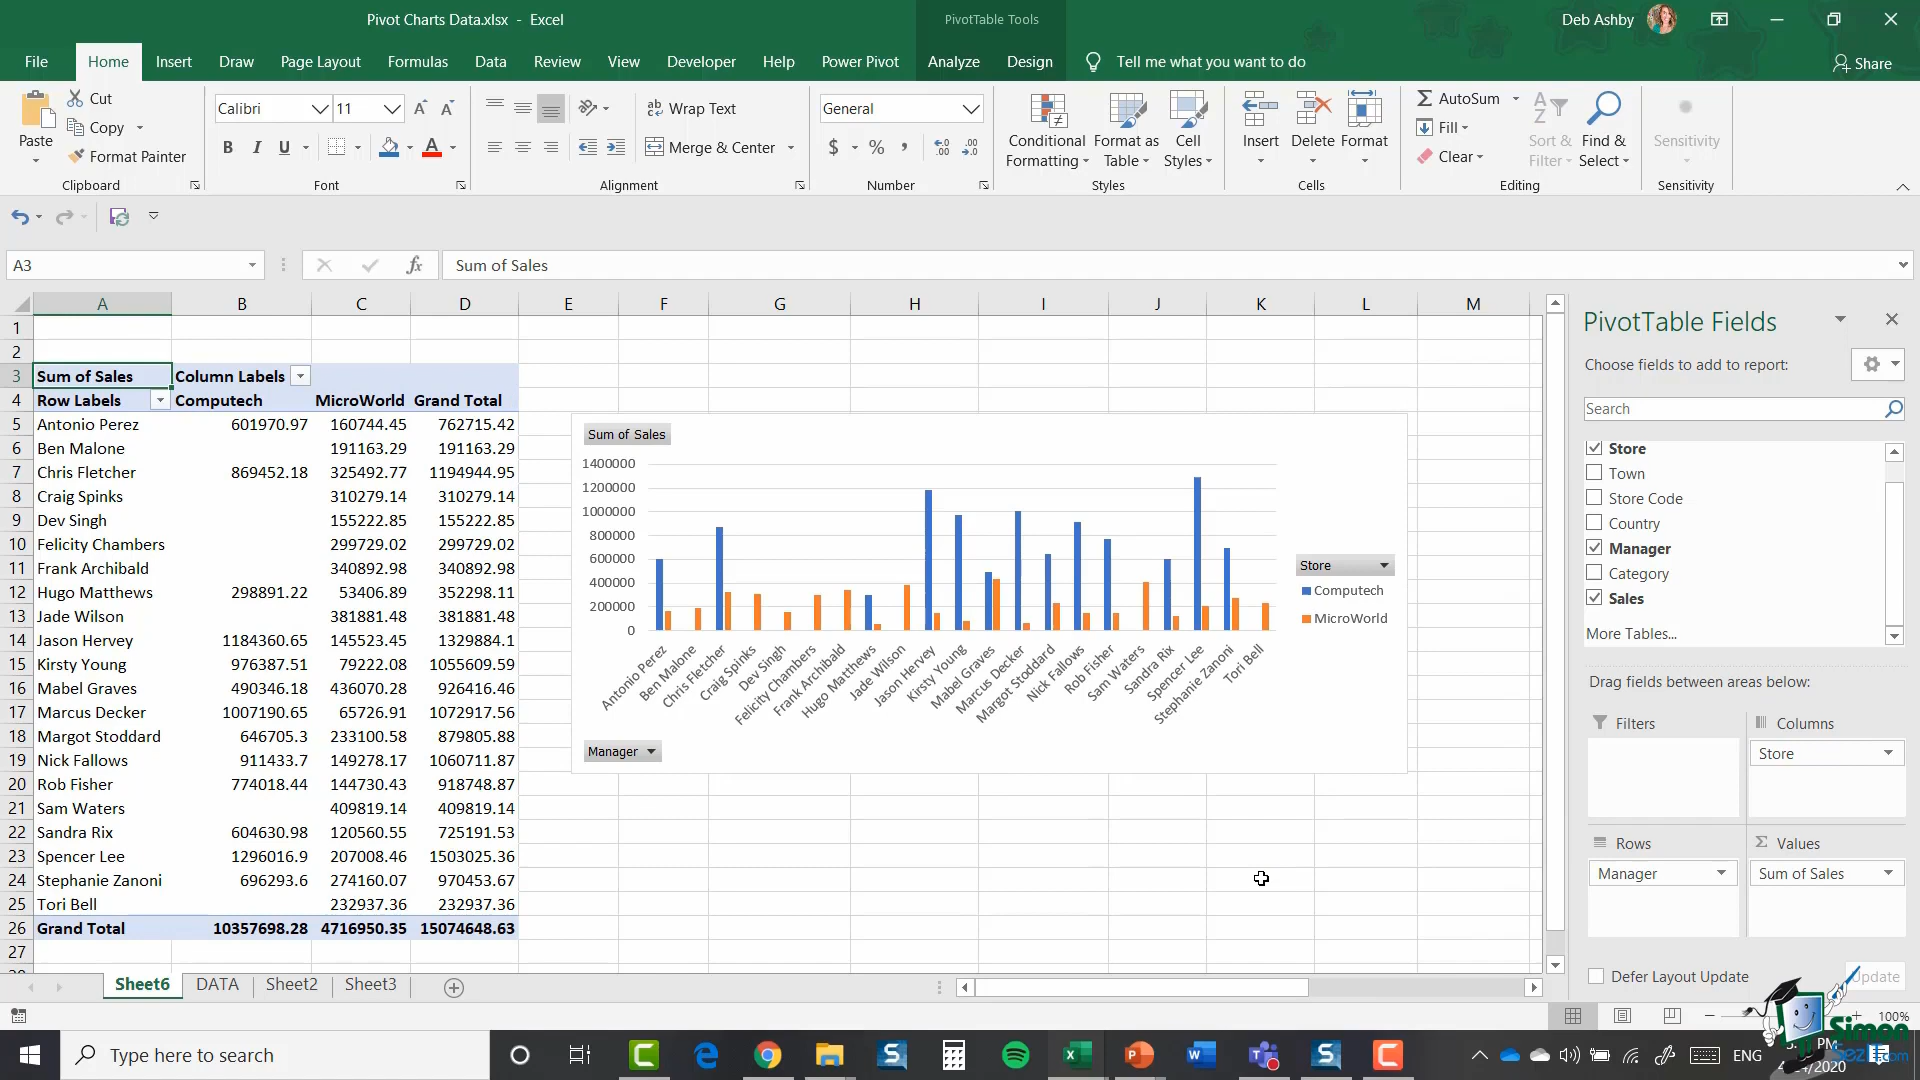 Pivot Charts Data.xlsx - Excel
PivotTable Tools
Deb Ashby
File Home Insert Draw Page Layout Formulas Data Review View Developer Help Power Pivot Analyze Design Tell me what you want to do Share
Paste
Cut
Copy
Format Painter
Clipboard
Calibri 11
B I U
Font
Wrap Text
Merge & Center
Alignment
General
$ % ,
Number
Conditional Formatting
Format as Table
Cell Styles
Styles
Insert Delete Format
Cells
AutoSum
Fill
Clear
Sort & Filter
Find & Select
Editing
Sensitivity
Sensitivity
A3 fx Sum of Sales
A B C D E F G H I J K L M
1
2
3 Sum of Sales Column Labels
4 Row Labels Computech MicroWorld Grand Total
5 Antonio Perez 601970.97 160744.45 762715.42
6 Ben Malone 191163.29 191163.29
7 Chris Fletcher 869452.18 325492.77 1194944.95
8 Craig Spinks 310279.14 310279.14
9 Dev Singh 155222.85 155222.85
10 Felicity Chambers 299729.02 299729.02
11 Frank Archibald 340892.98 340892.98
12 Hugo Matthews 298891.22 53406.89 352298.11
13 Jade Wilson 381881.48 381881.48
14 Jason Hervey 1184360.65 145523.45 1329884.1
15 Kirsty Young 976387.51 79222.08 1055609.59
16 Mabel Graves 490346.18 436070.28 926416.46
17 Marcus Decker 1007190.65 65726.91 1072917.56
18 Margot Stoddard 646705.3 233100.58 879805.88
19 Nick Fallows 911433.7 149278.17 1060711.87
20 Rob Fisher 774018.44 144730.43 918748.87
21 Sam Waters 409819.14 409819.14
22 Sandra Rix 604630.98 120560.55 725191.53
23 Spencer Lee 1296016.9 207008.46 1503025.36
24 Stephanie Zanoni 696293.6 274160.07 970453.67
25 Tori Bell 232937.36 232937.36
26 Grand Total 10357698.28 4716950.35 15074648.63
27
Sum of Sales
1400000
1200000
1000000
800000
600000
400000
200000
0
Antonio Perez
Ben Malone
Chris Fletcher
Craig Spinks
Dev Singh
Felicity Chambers
Frank Archibald
Hugo Matthews
Jade Wilson
Jason Hervey
Kirsty Young
Mabel Graves
Marcus Decker
Margot Stoddard
Nick Fallows
Rob Fisher
Sam Waters
Sandra Rix
Spencer Lee
Stephanie Zanoni
Tori Bell
Manager
Store
Computech
MicroWorld
PivotTable Fields
Choose fields to add to report:
Search
Store
Town
Store Code
Country
Manager
Category
Sales
More Tables...
Drag fields between areas below:
Filters
Columns
Store
Rows
Manager
Values
Sum of Sales
Defer Layout Update
Update
Sheet6 DATA Sheet2 Sheet3
100%
Simon
SezIT.com
Type here to search
ENG
PM